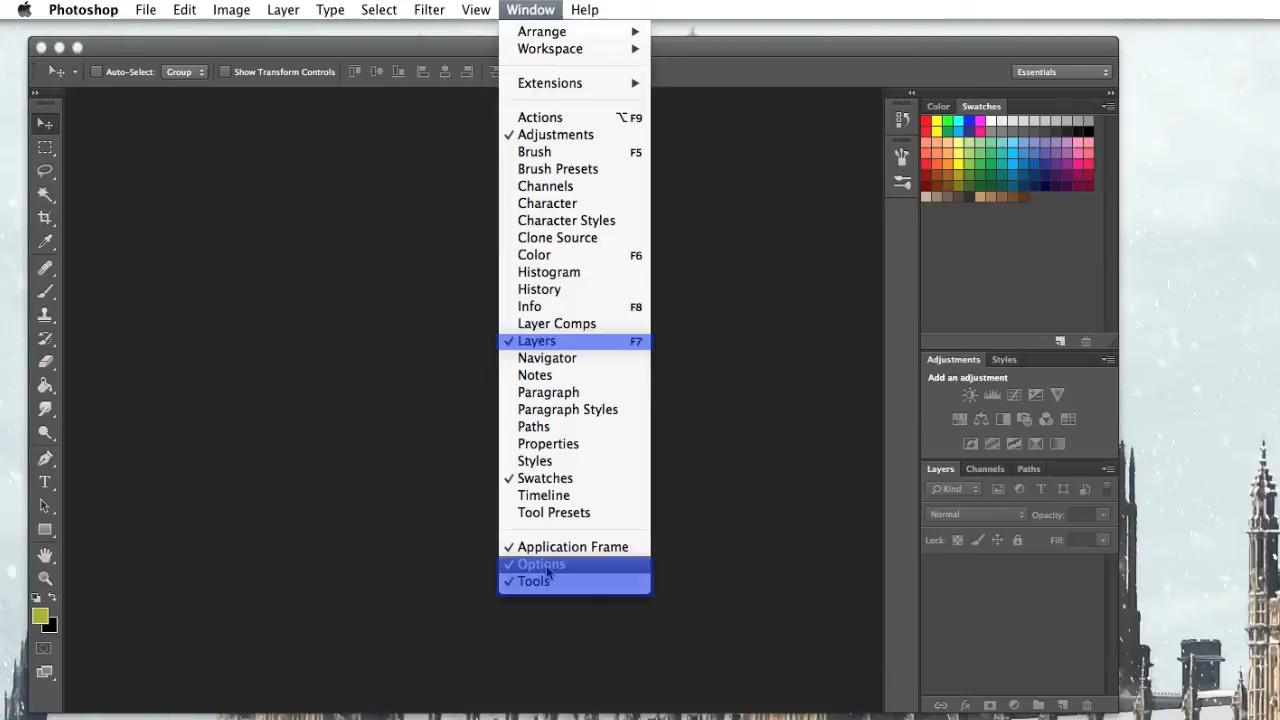 Photoshop File Edit Image Layer Type Select Filter View Window Help
Auto-Select: Group Show Transform Controls Essentials
Arrange
Workspace
Extensions
Actions ⌥F9
✓ Adjustments
Brush F5
Brush Presets
Channels
Character
Character Styles
Clone Source
Color F6
Histogram
History
Info F8
Layer Comps
✓ Layers F7
Navigator
Notes
Paragraph
Paragraph Styles
Paths
Properties
Styles
✓ Swatches
Timeline
Tool Presets
✓ Application Frame
✓ Options
✓ Tools
Color Swatches
Adjustments Styles
Add an adjustment
Layers Channels Paths
Kind
Normal Opacity:
Lock: Fill: